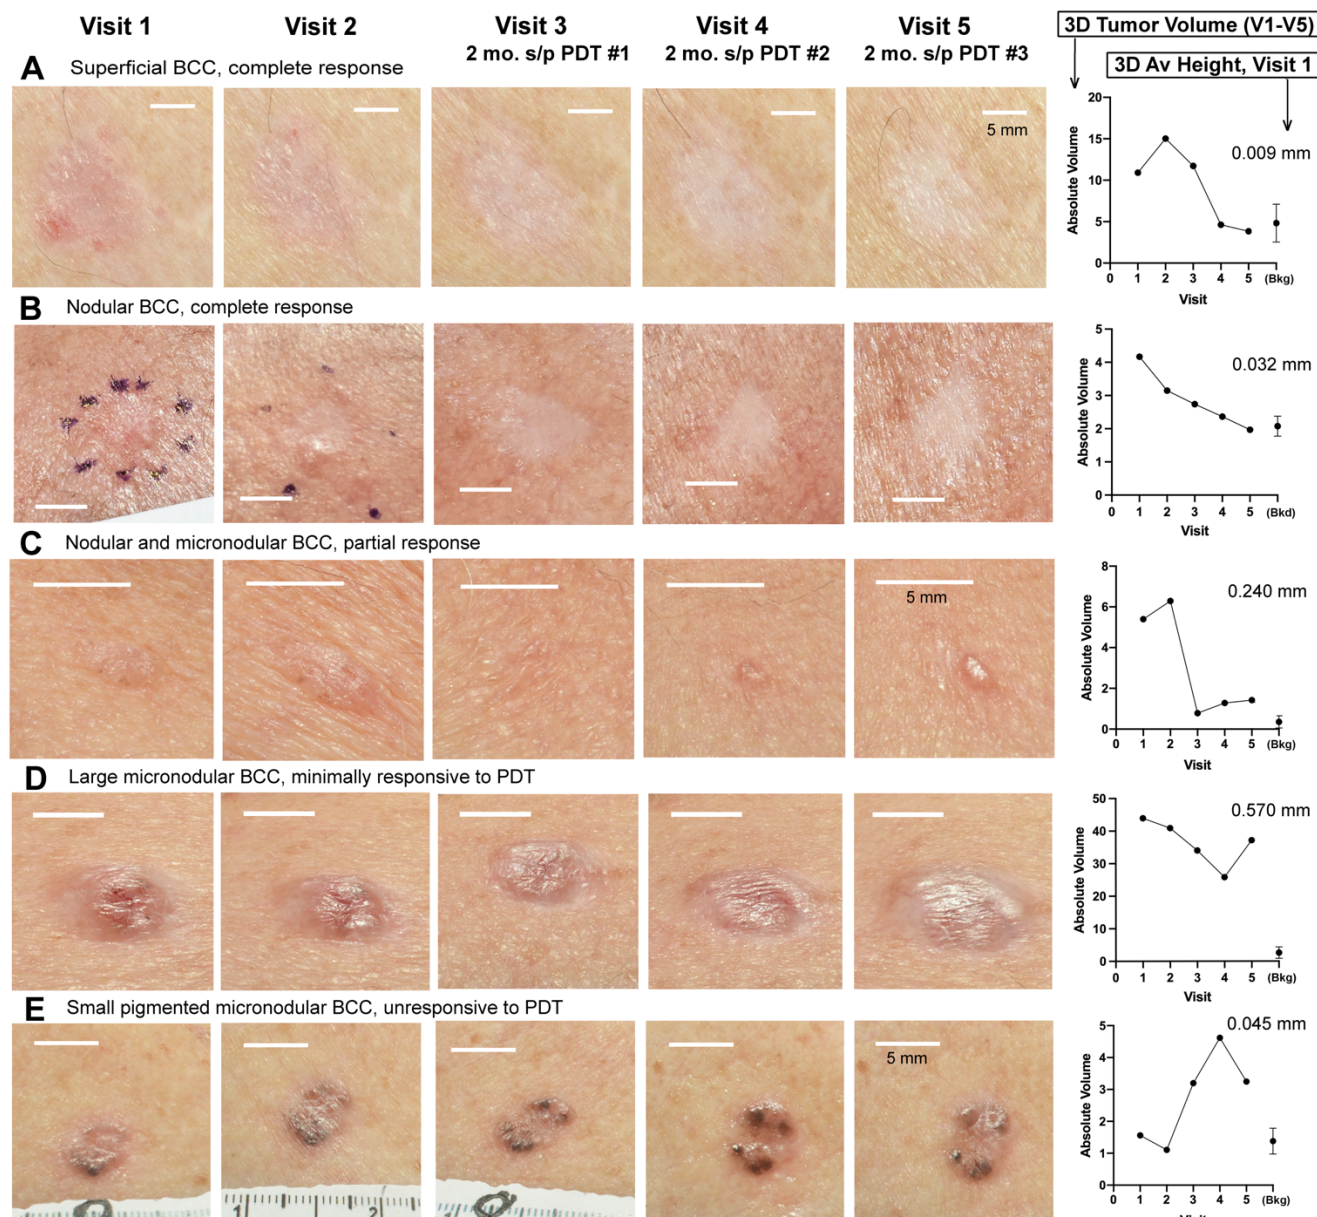 Visit 1
Visit 2
Visit 3
2 mo. s/p PDT #1
Visit 4
2 mo. s/p PDT #2
Visit 5
2 mo. s/p PDT #3
3D Tumor Volume (V1-V5)
3D Av Height, Visit 1
A Superficial BCC, complete response
5 mm
Absolute Volume
20
15
10
5
0
0.009 mm
0 1 2 3 4 5 (Bkg)
Visit
B Nodular BCC, complete response
Absolute Volume
5
4
3
2
1
0
0.032 mm
0 1 2 3 4 5 (Bkd)
Visit
C Nodular and micronodular BCC, partial response
5 mm
Absolute Volume
8
6
4
2
0
0.240 mm
0 1 2 3 4 5 (Bkg)
Visit
D Large micronodular BCC, minimally responsive to PDT
Absolute Volume
50
40
30
20
10
0
0.570 mm
0 1 2 3 4 5 (Bkg)
Visit
E Small pigmented micronodular BCC, unresponsive to PDT
1 2
5 mm
Absolute Volume
5
4
3
2
1
0
0.045 mm
0 1 2 3 4 5 (Bkg)
Visit